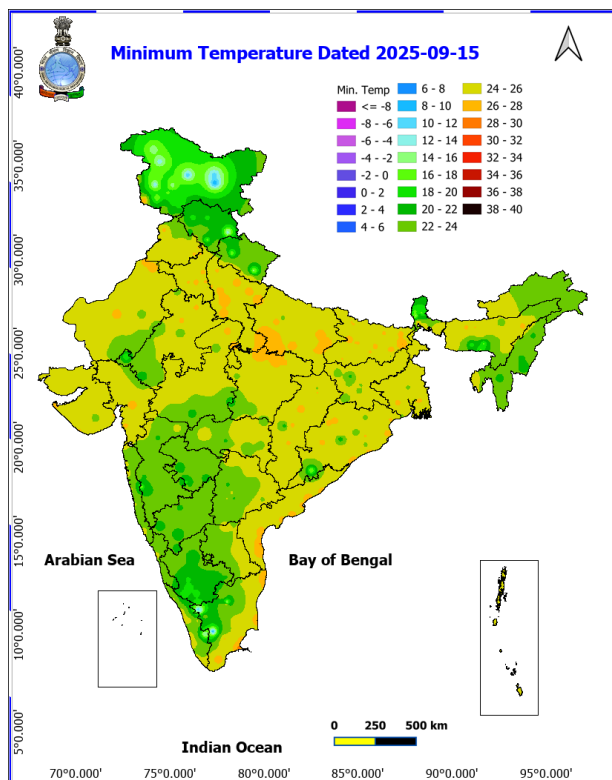 Minimum Temperature Dated 2025-09-15
Min. Temp
<= -8
-8 - -6
-6 - -4
-4 - -2
-2 - 0
0 - 2
2 - 4
4 - 6
6 - 8
8 - 10
10 - 12
12 - 14
14 - 16
16 - 18
18 - 20
20 - 22
22 - 24
24 - 26
26 - 28
28 - 30
30 - 32
32 - 34
34 - 36
36 - 38
38 - 40
40°0.000'
35°0.000'
30°0.000'
25°0.000'
20°0.000'
15°0.000'
10°0.000'
5°0.000'
Arabian Sea
Bay of Bengal
0 250 500 km
Indian Ocean
70°0.000' 75°0.000' 80°0.000' 85°0.000' 90°0.000' 95°0.000'